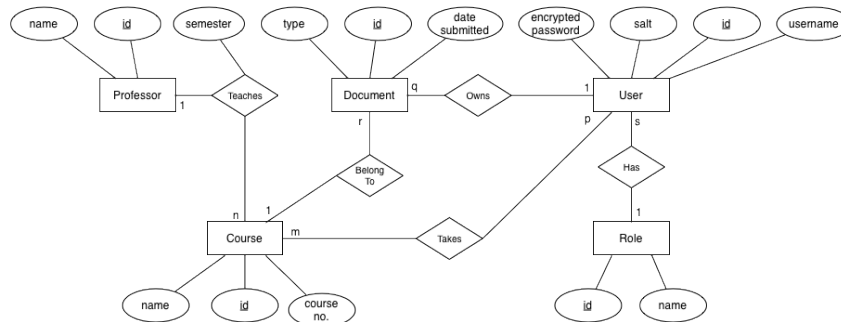 name
id
semester
type
id
date
submitted
encrypted
password
salt
id
username
Professor
1
Teaches
Document
q
Owns
1
User
r
p
s
Belong
To
Has
n
1
m
1
Course
Takes
Role
name
id
course
no.
id
name